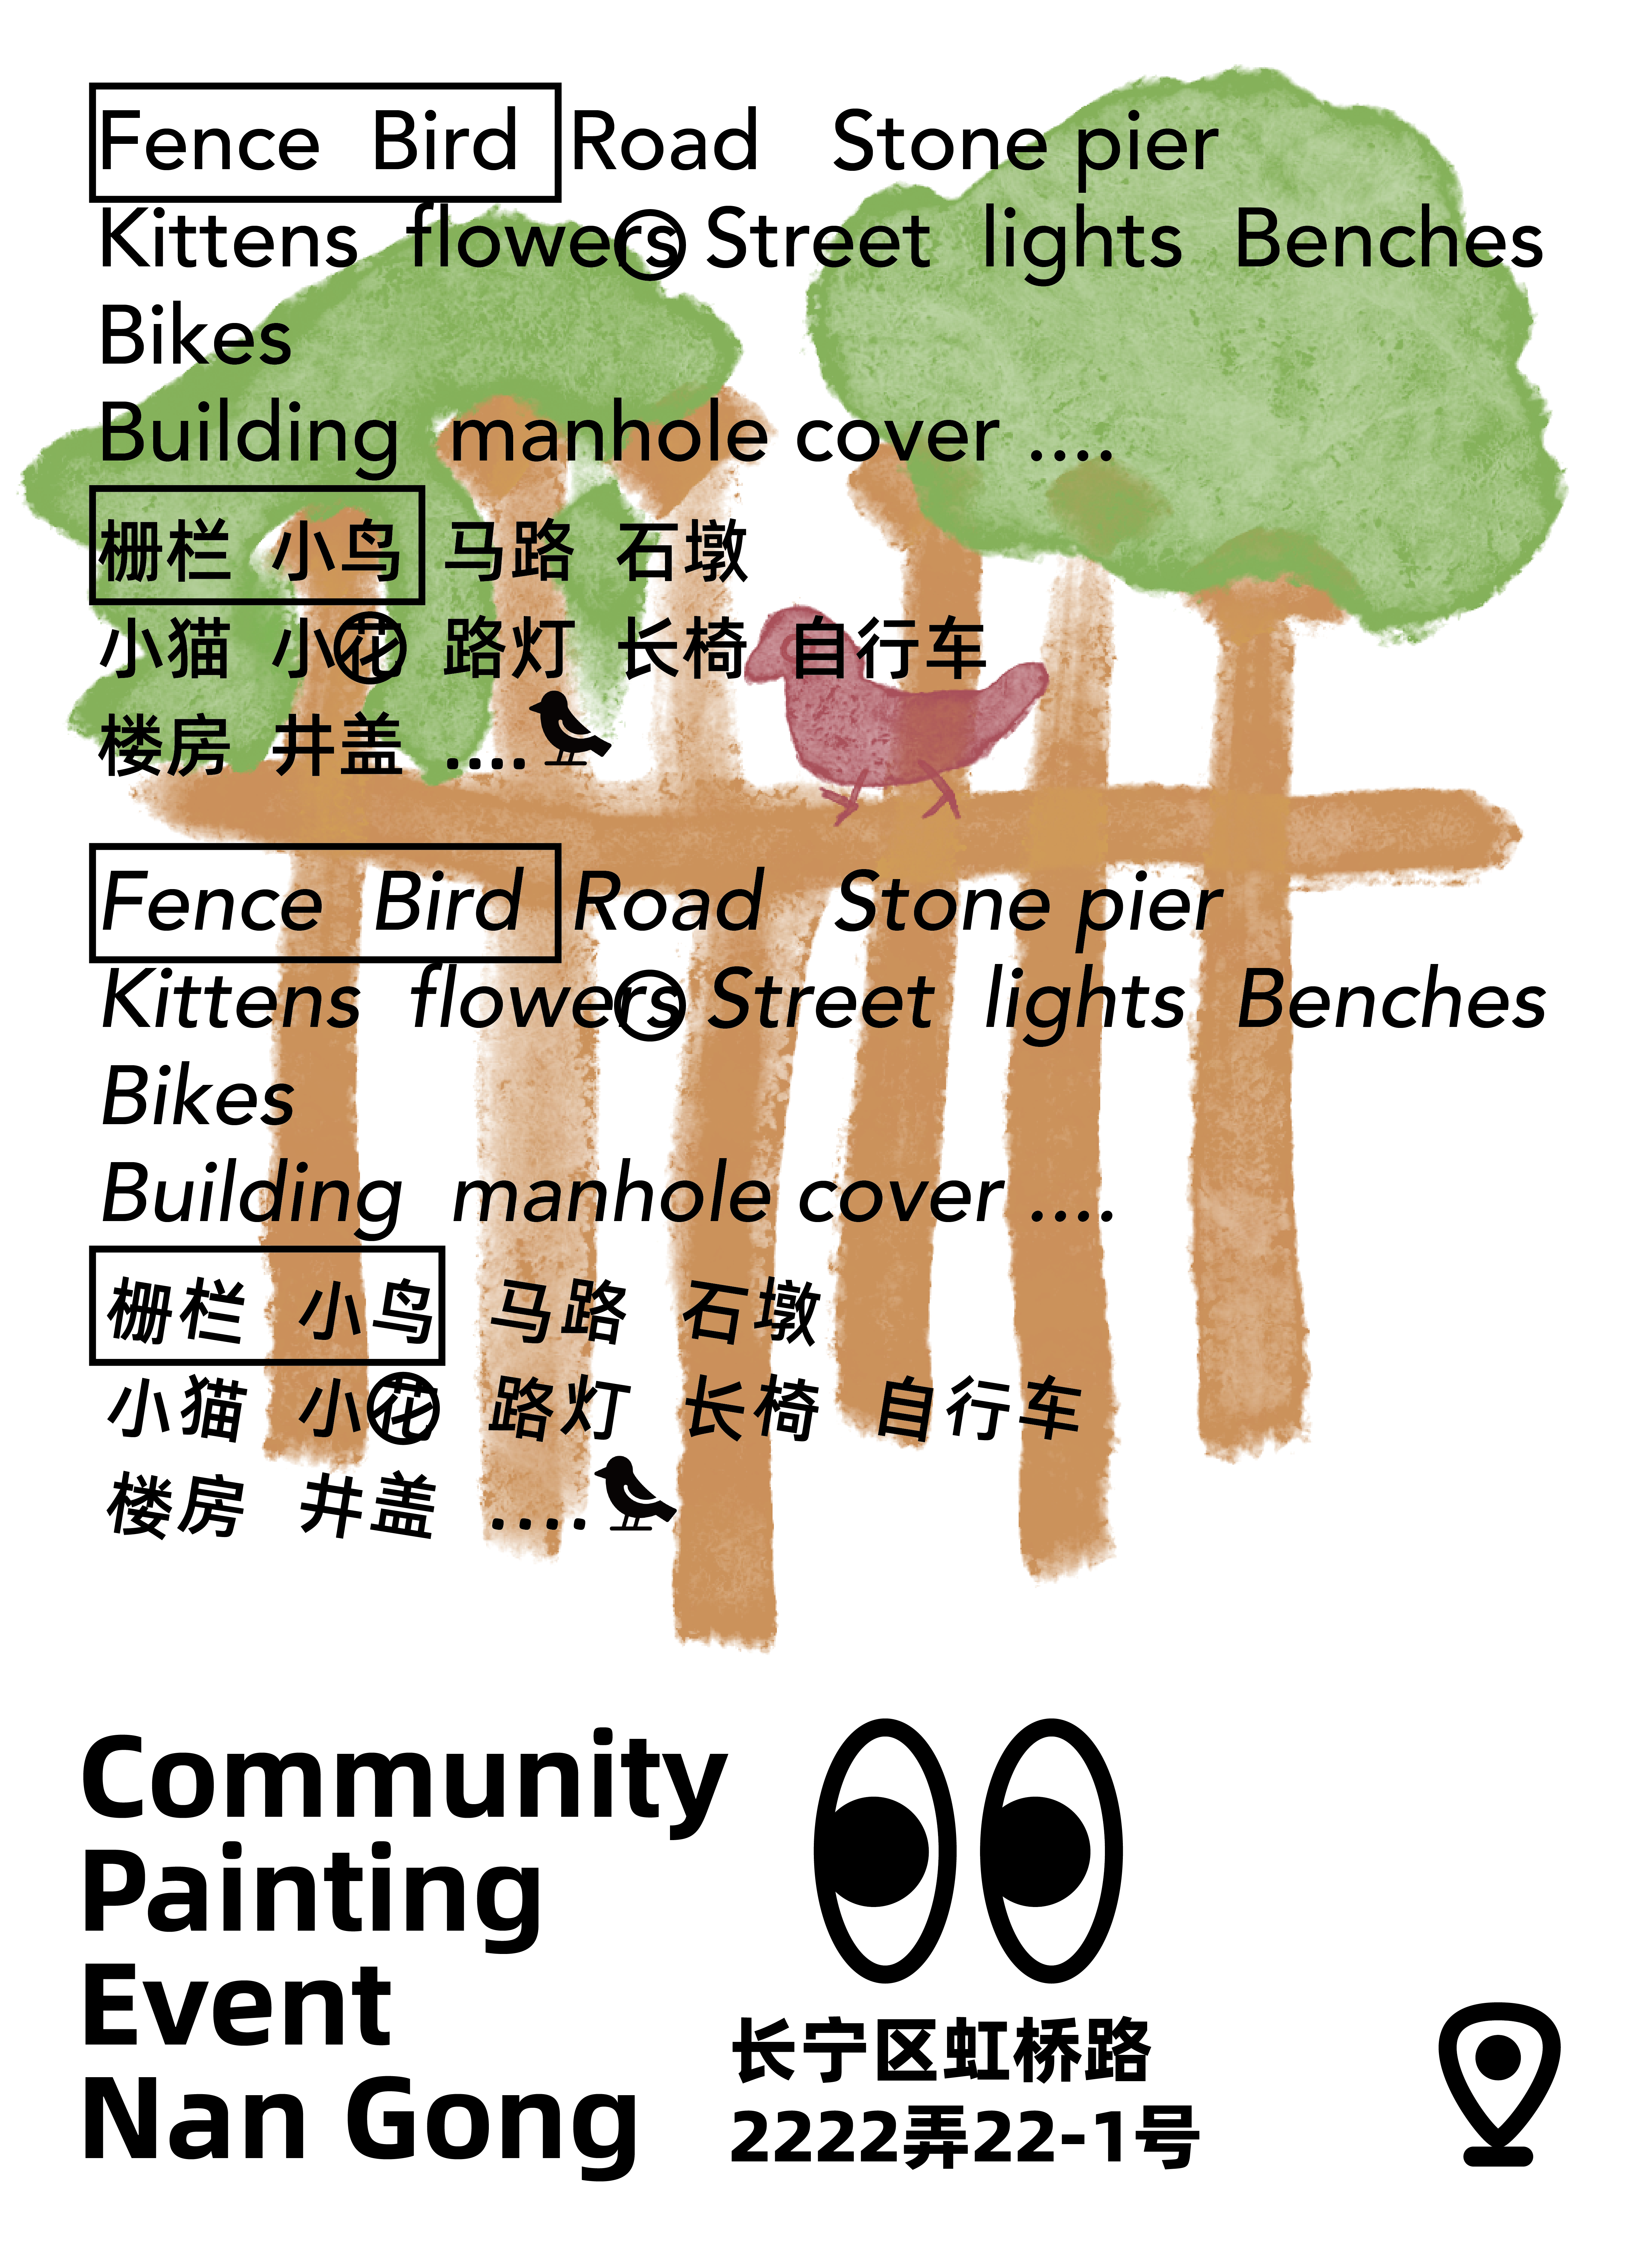 Fence Bird Road Stone pier
Kittens flowers Street lights Benches
Bikes
Building manhole cover ....
栅栏 小鸟 马路 石墩
小猫 小花 路灯 长椅 自行车
楼房 井盖 ....
Fence Bird Road Stone pier
Kittens flowers Street lights Benches
Bikes
Building manhole cover ....
栅栏 小鸟 马路 石墩
小猫 小花 路灯 长椅 自行车
楼房 井盖 ....
Community
Painting
Event
Nan Gong
长宁区虹桥路
2222弄22-1号